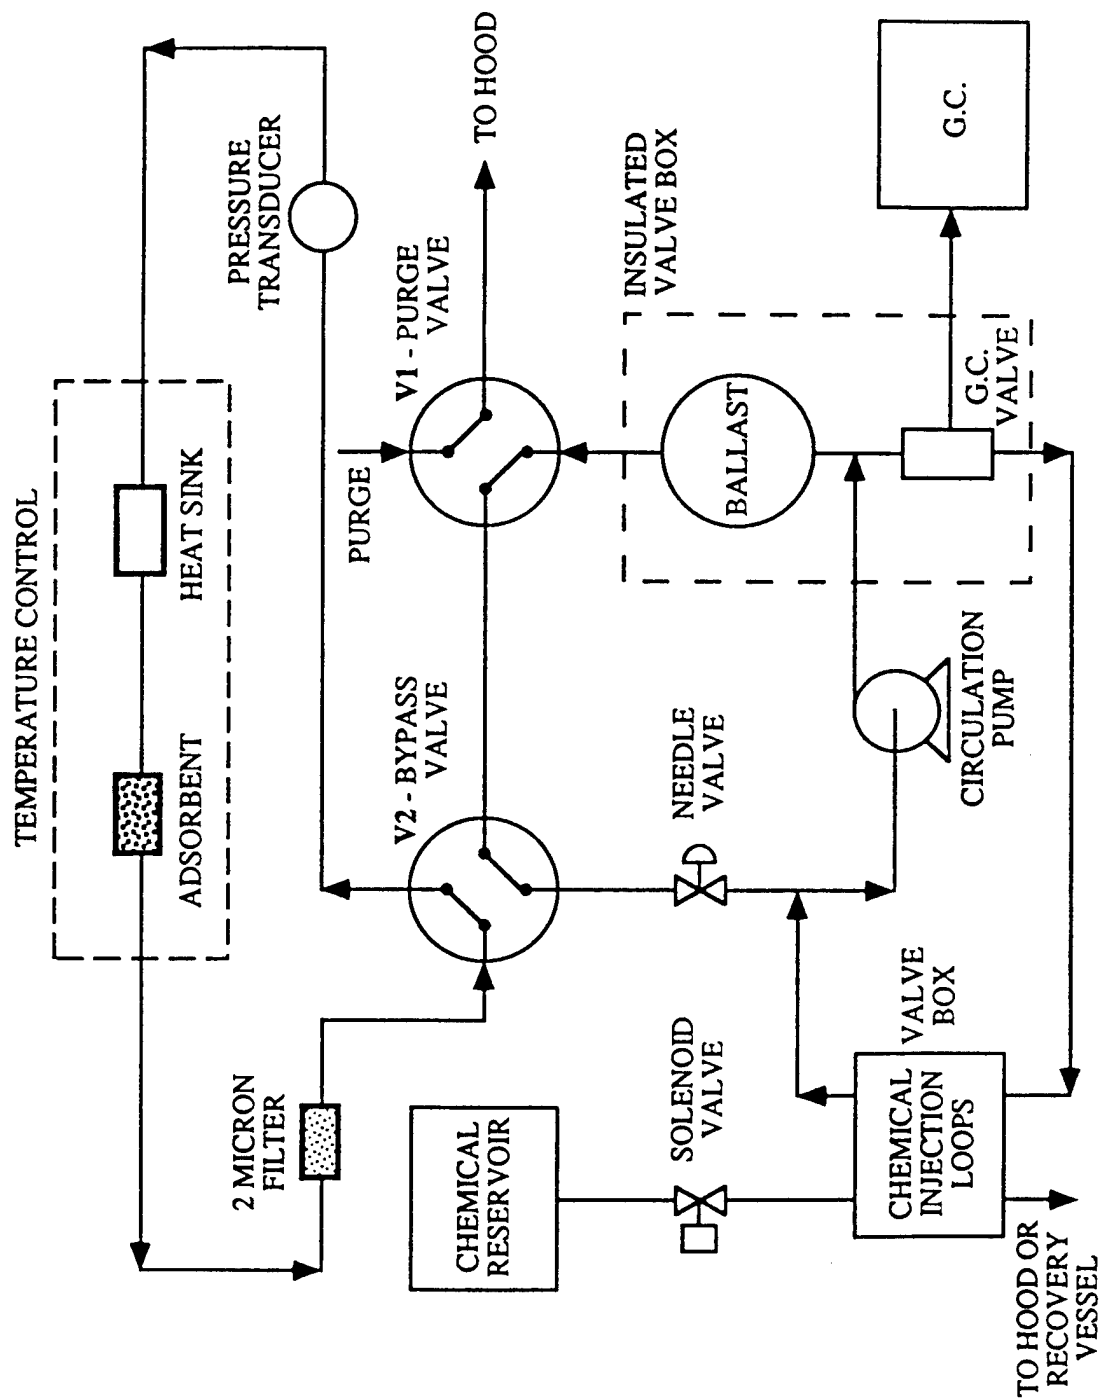 TEMPERATURE CONTROL
ADSORBENT
HEAT SINK
2 MICRON
FILTER
PRESSURE
TRANSDUCER
PURGE
V2 - BYPASS
VALVE
V1 - PURGE
VALVE
TO HOOD
CHEMICAL
RESERVOIR
SOLENOID
VALVE
NEEDLE
VALVE
INSULATED
VALVE BOX
BALLAST
VALVE
BOX
CHEMICAL
INJECTION
LOOPS
CIRCULATION
PUMP
G.C.
VALVE
G.C.
TO HOOD OR
RECOVERY
VESSEL